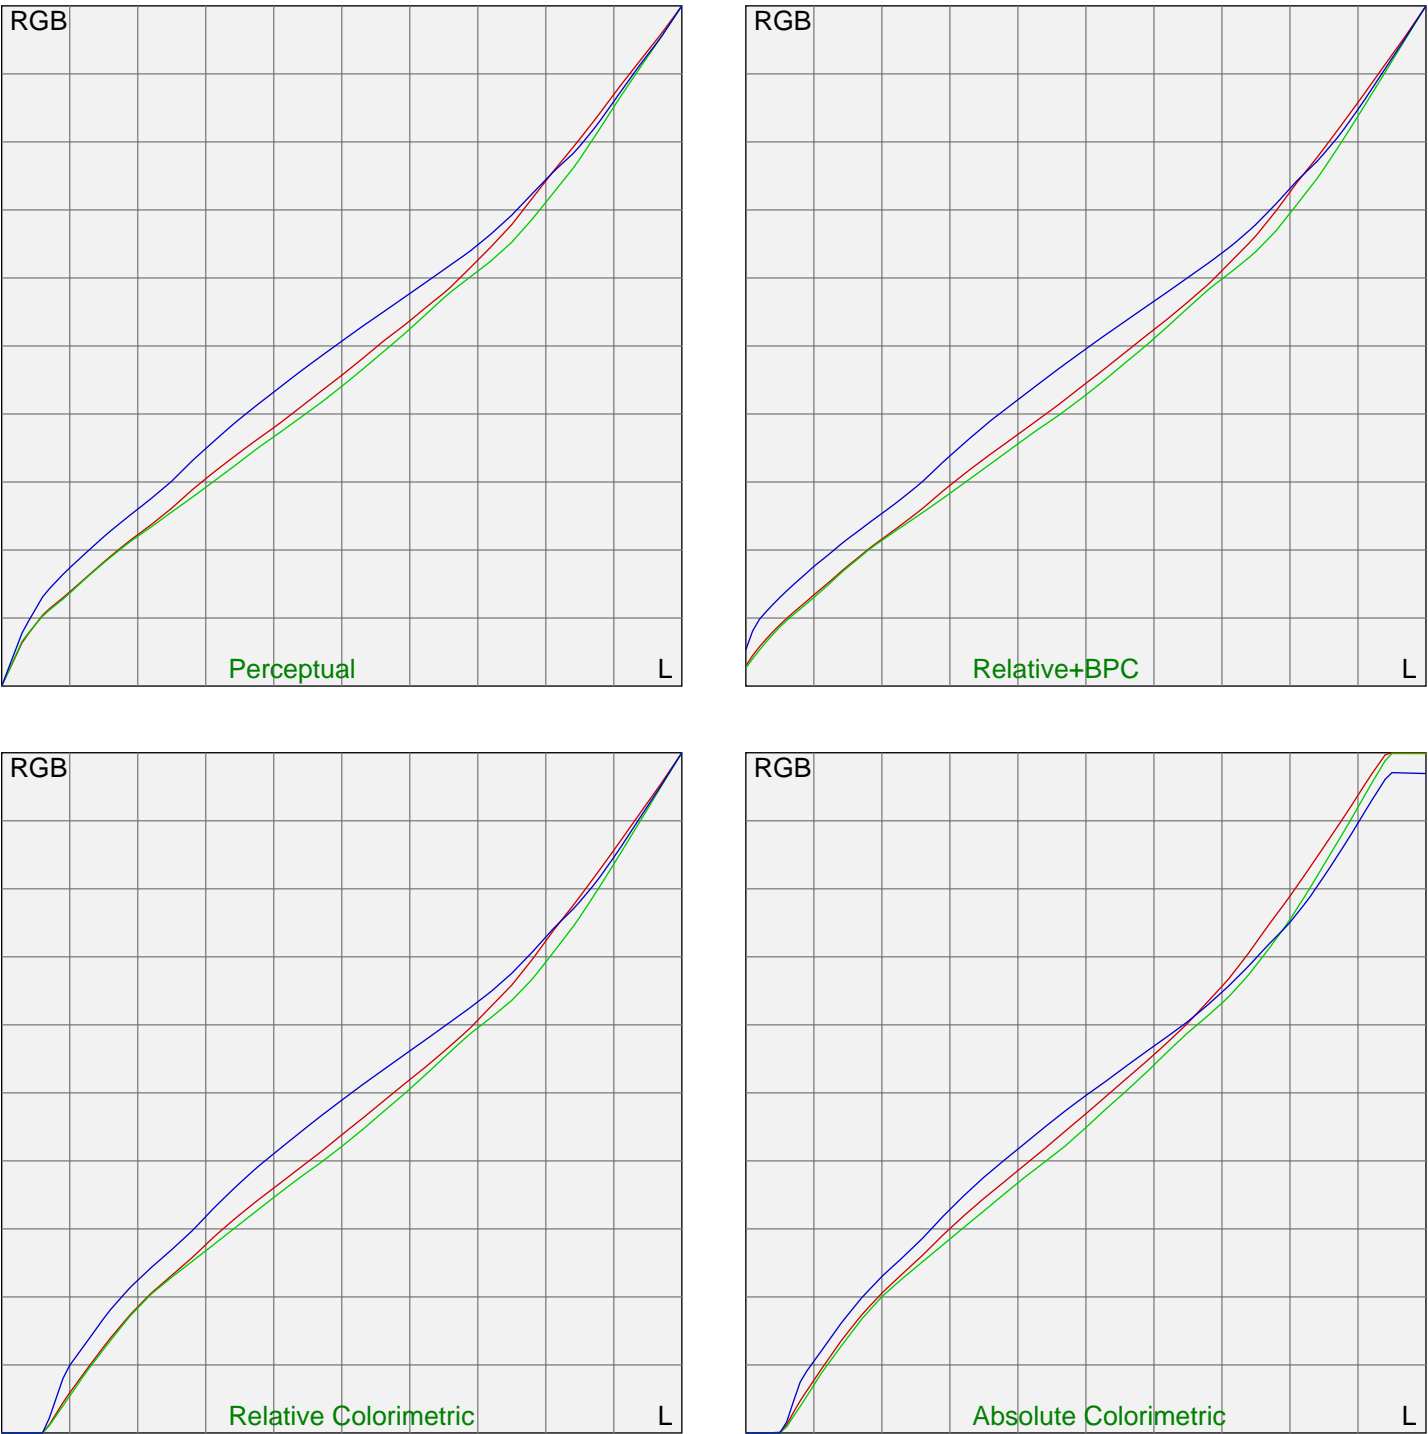 RGB
Perceptual L
RGB
Relative+BPC L
RGB
Relative Colorimetric L
RGB
Absolute Colorimetric L